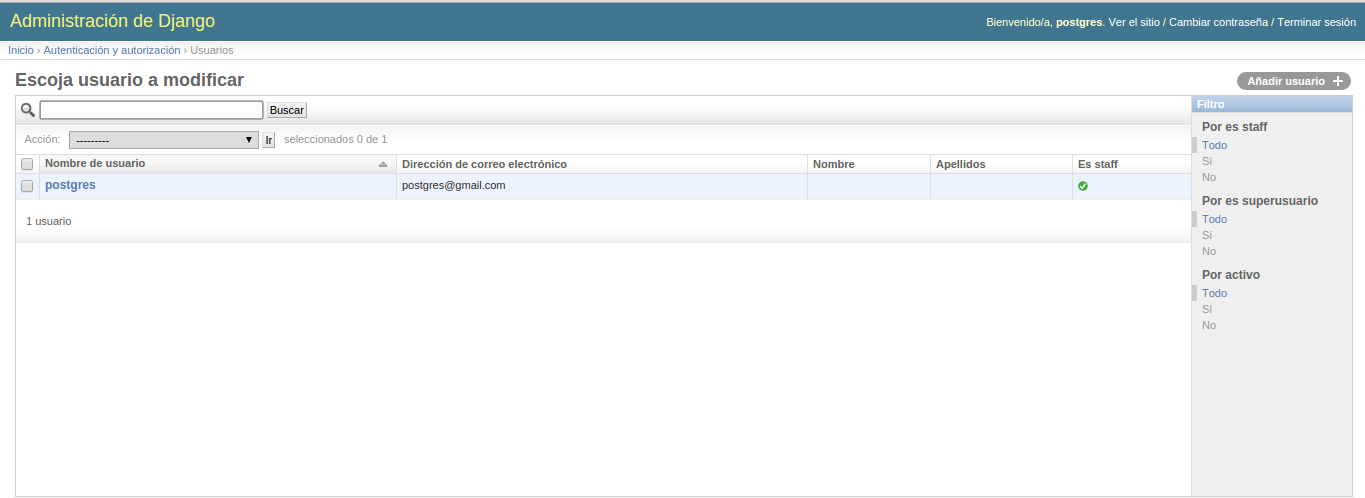 Administración de Django
Bienvenido/a, postgres. Ver el sitio / Cambiar contraseña / Terminar sesión
Inicio › Autenticación y autorización › Usuarios
Escoja usuario a modificar
Añadir usuario +
Buscar
Acción: --------- Ir seleccionados 0 de 1
Nombre de usuario Dirección de correo electrónico Nombre Apellidos Es staff
postgres postgres@gmail.com
1 usuario
Filtro
Por es staff
Todo
Sí
No
Por es superusuario
Todo
Sí
No
Por activo
Todo
Sí
No